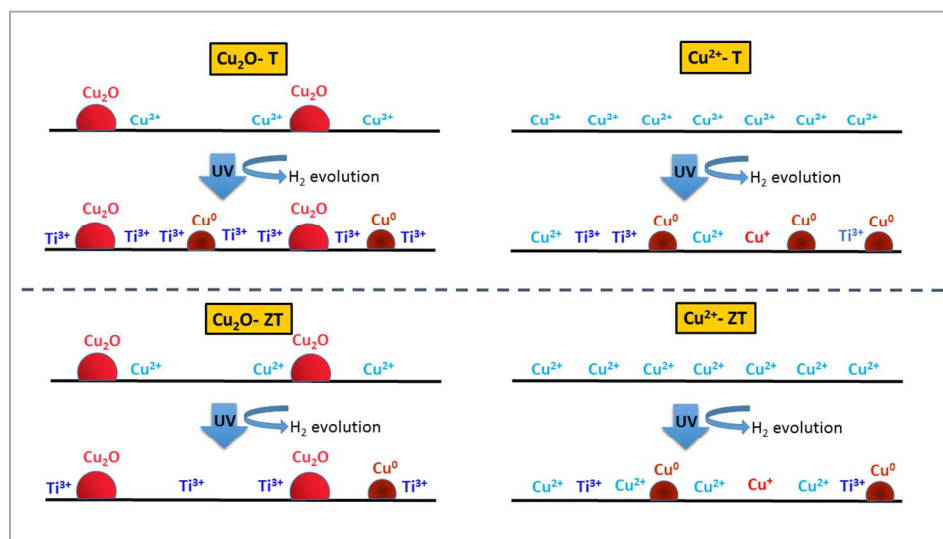 Cu₂O- T
Cu₂O Cu₂O
Cu²⁺ Cu²⁺ Cu²⁺
UV
H₂ evolution
Cu₂O Cu⁰ Cu₂O Cu⁰
Ti³⁺ Ti³⁺ Ti³⁺ Ti³⁺ Ti³⁺ Ti³⁺ Ti³⁺
Cu²⁺- T
Cu²⁺ Cu²⁺ Cu²⁺ Cu²⁺ Cu²⁺ Cu²⁺ Cu²⁺
UV
H₂ evolution
Cu⁰ Cu⁰ Cu⁰
Cu²⁺ Ti³⁺ Ti³⁺ Cu²⁺ Cu⁺ Ti³⁺
Cu₂O- ZT
Cu₂O Cu₂O
Cu²⁺ Cu²⁺ Cu²⁺
UV
H₂ evolution
Cu₂O Cu₂O Cu⁰
Ti³⁺ Ti³⁺ Ti³⁺ Ti³⁺
Cu²⁺- ZT
Cu²⁺ Cu²⁺ Cu²⁺ Cu²⁺ Cu²⁺ Cu²⁺ Cu²⁺
UV
H₂ evolution
Cu⁰ Cu⁰
Cu²⁺ Ti³⁺ Cu²⁺ Cu²⁺ Cu⁺ Cu²⁺ Ti³⁺